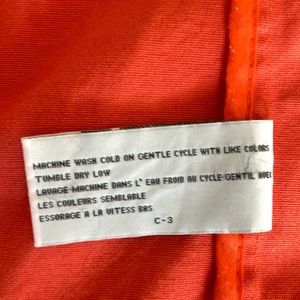 MACHINE WASH COLD ON GENTLE CYCLE WITH LIKE COLORS
TUMBLE DRY LOW
LAVAGE MACHINE DANS L' EAU FROID AU CYCLE GENTIL AVEC
LES COULEURS SEMBLABLE
ESSORAGE A LA VITESS BAS
C-3